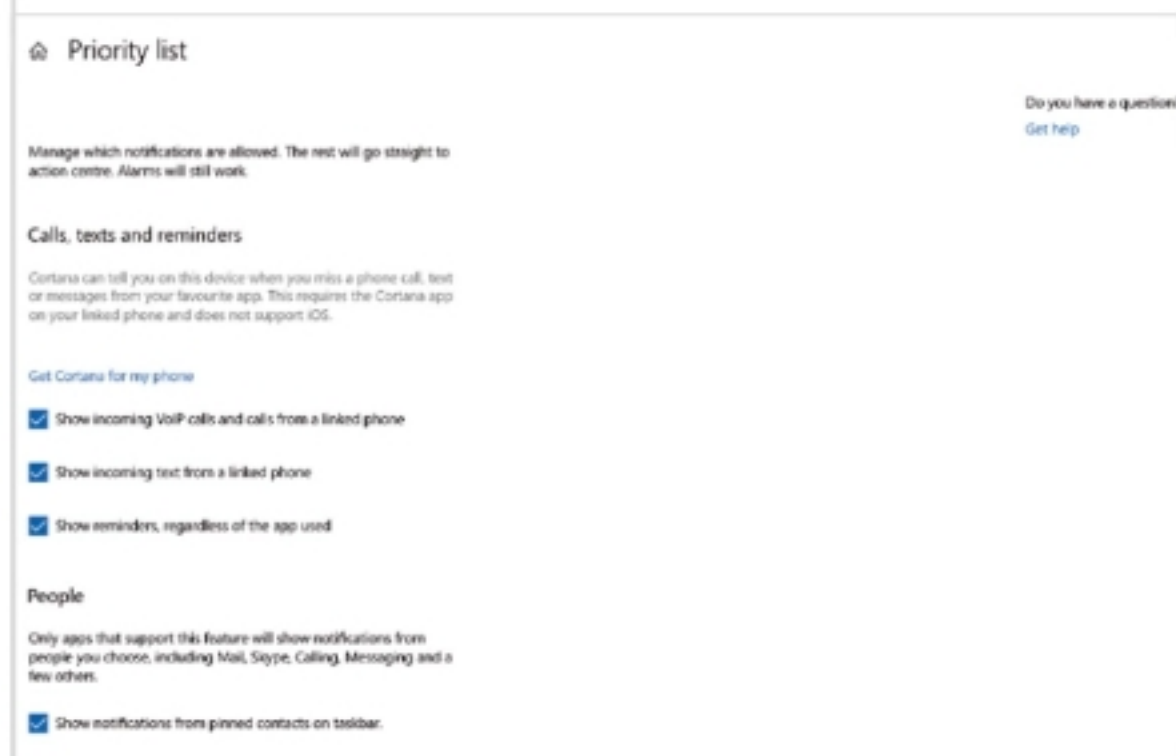 Priority list
Do you have a question
Get help
Manage which notifications are allowed. The rest will go straight to
action centre. Alarms will still work.
Calls, texts and reminders
Cortana can tell you on this device when you miss a phone call, text
or messages from your favourite app. This requires the Cortana app
on your linked phone and does not support iOS.
Get Cortana for my phone
Show incoming VoIP calls and calls from a linked phone
Show incoming text from a linked phone
Show reminders, regardless of the app used
People
Only apps that support this feature will show notifications from
people you choose, including Mail, Skype, Calling, Messaging and a
few others.
Show notifications from pinned contacts on taskbar.